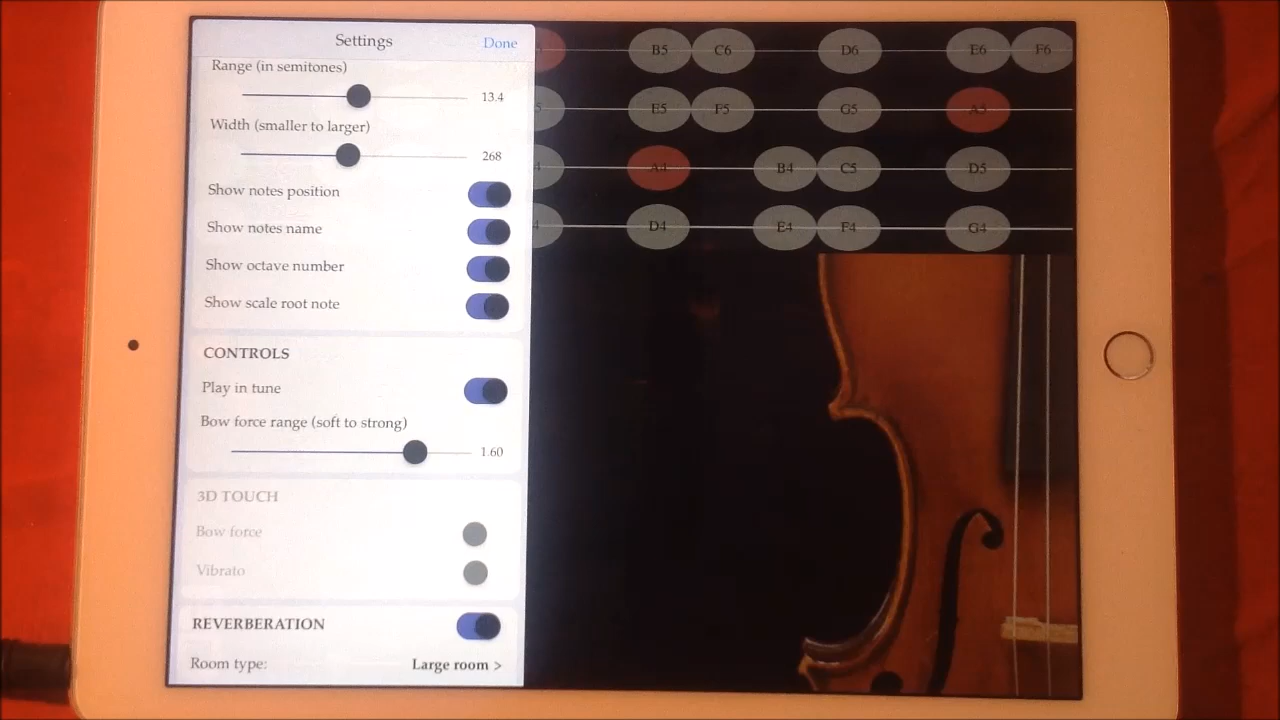 Settings
Done
Range (in semitones)
13.4
Width (smaller to larger)
268
Show notes position
Show notes name
Show octave number
Show scale root note
CONTROLS
Play in tune
Bow force range (soft to strong)
1.60
3D TOUCH
Bow force
Vibrato
REVERBERATION
Room type:
Large room >
B5 C6 D6 E6 F6
E5 F5 G5 A5
A4 B4 C5 D5
D4 E4 F4 G4